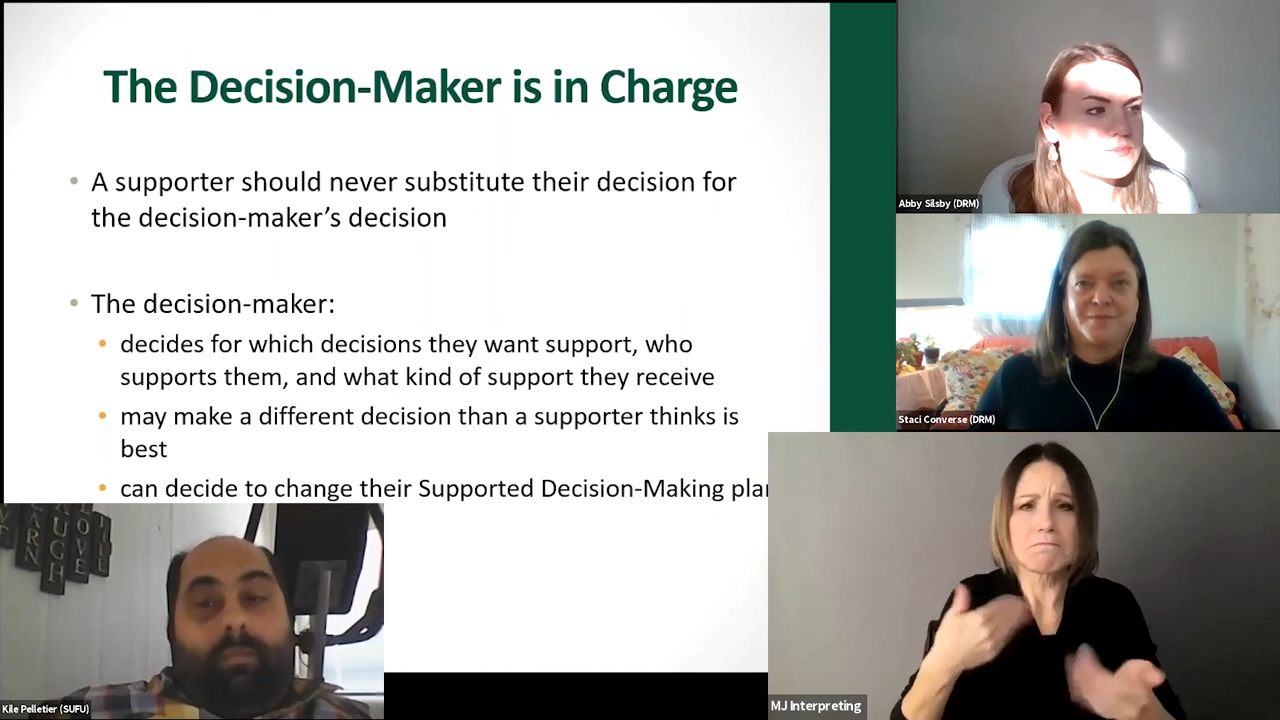 The Decision-Maker is in Charge
A supporter should never substitute their decision for
the decision-maker’s decision
The decision-maker:
decides for which decisions they want support, who
supports them, and what kind of support they receive
may make a different decision than a supporter thinks is
best
can decide to change their Supported Decision-Making plan
Abby Silsby (DRM)
Staci Converse (DRM)
LAUGH
LOVE
Kile Pelletier (SUFU)
MJ Interpreting